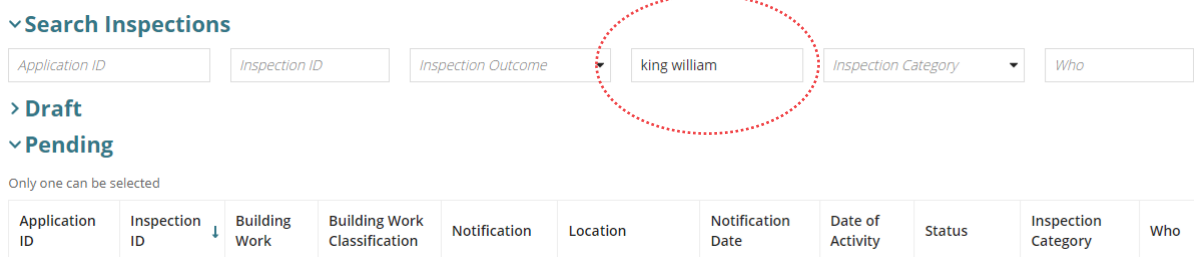 Search Inspections
Application ID Inspection ID Inspection Outcome king william Inspection Category Who
Draft
Pending
Only one can be selected
Application Inspection Building Building Work Notification Location Notification Date of Status Inspection Who
ID ID Work Classification Date Activity Category